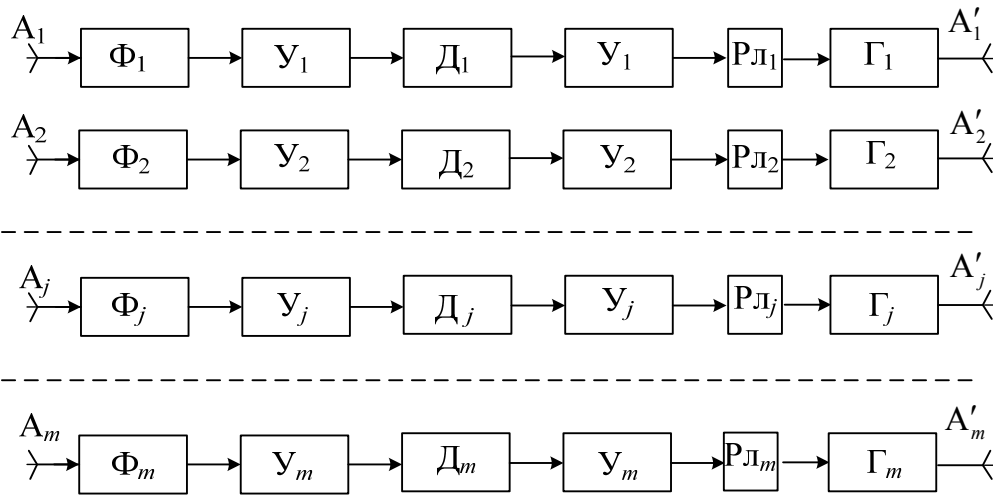 A₁ Ф₁ У₁ Д₁ У₁ Рл₁ Г₁ A′₁
A₂ Ф₂ У₂ Д₂ У₂ Рл₂ Г₂ A′₂
Aⱼ Фⱼ Уⱼ Дⱼ Уⱼ Рлⱼ Гⱼ A′ⱼ
Aₘ Фₘ Уₘ Дₘ Уₘ Рлₘ Гₘ A′ₘ